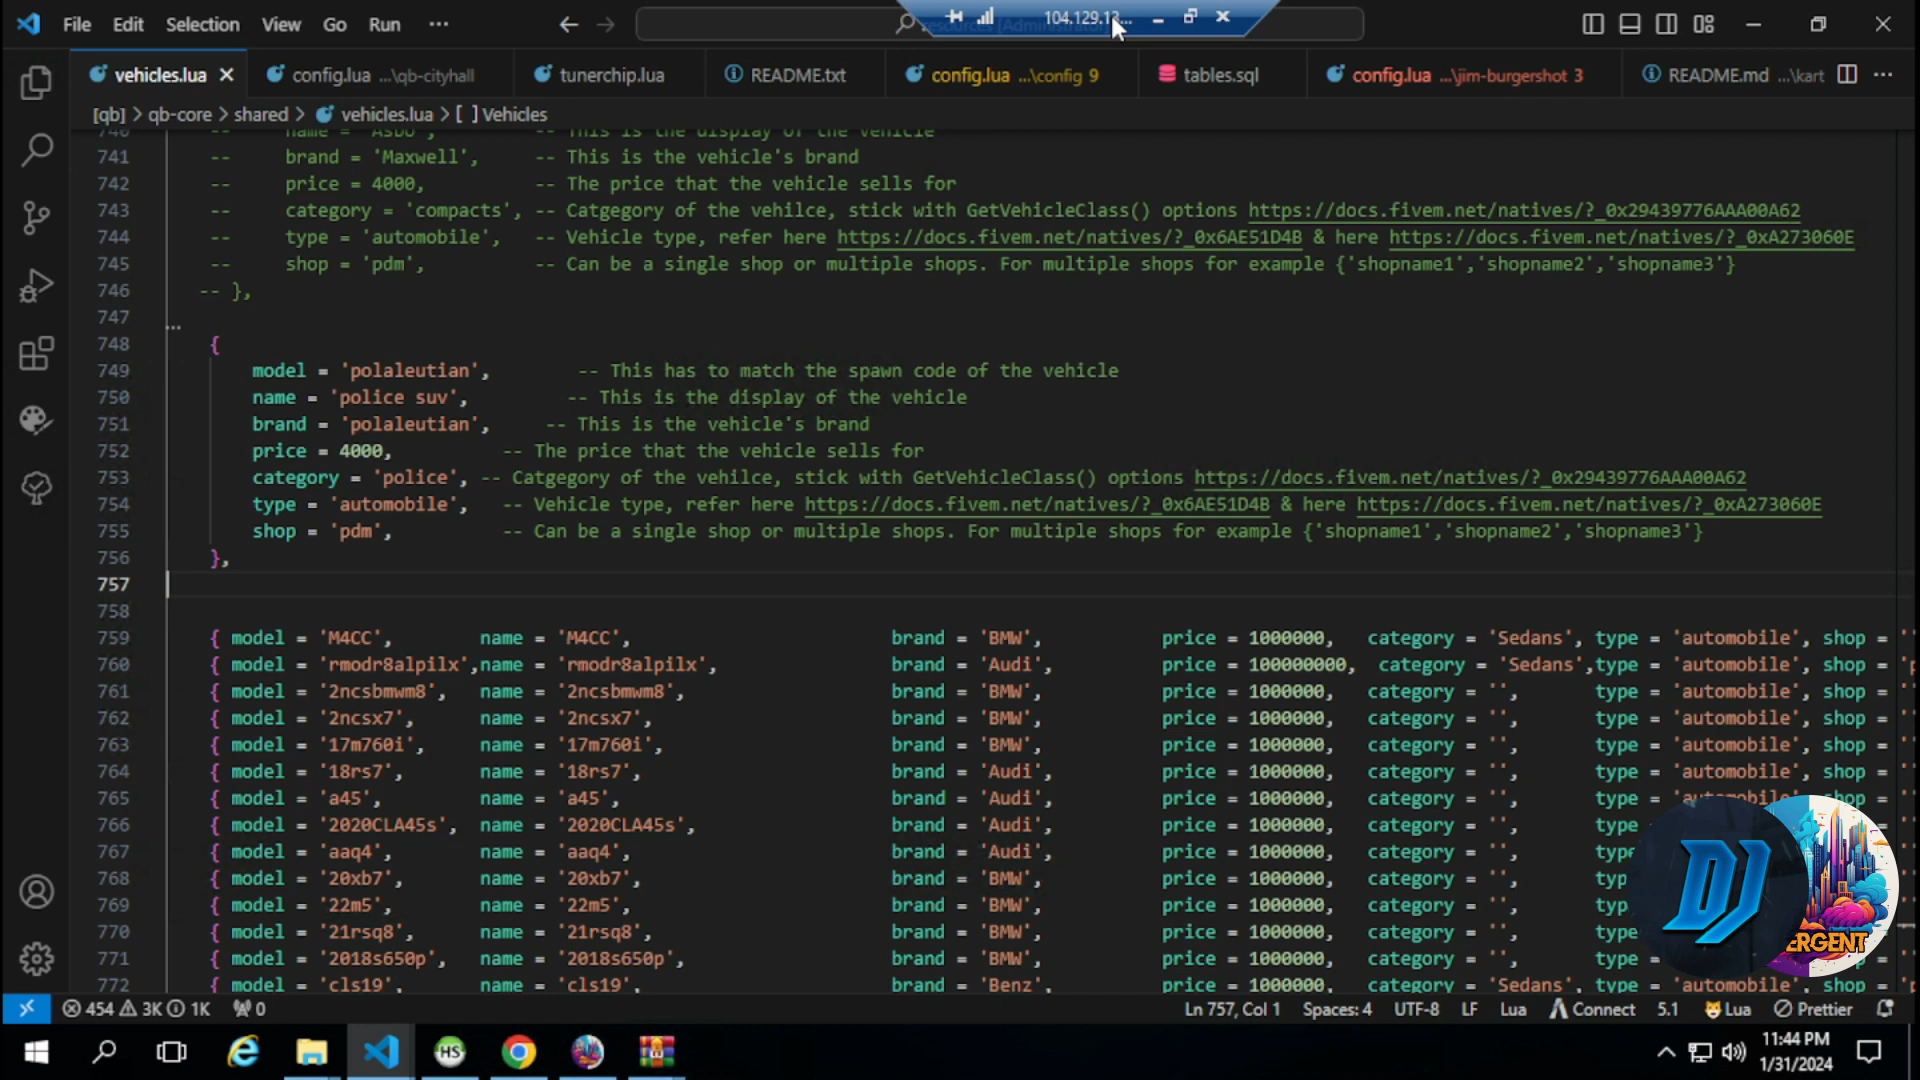 File Edit Selection View Go Run ··· 104.129.13...
vehicles.lua config.lua ...\qb-cityhall tunerchip.lua README.txt config.lua ...\config 9 tables.sql config.lua ...\jim-burgershot 3 README.md ...\kart
[qb] > qb-core > shared > vehicles.lua > [ ] Vehicles
740 -- name = 'Asbo', -- This is the display of the vehicle
741 -- brand = 'Maxwell', -- This is the vehicle's brand
742 -- price = 4000, -- The price that the vehicle sells for
743 -- category = 'compacts', -- Catgegory of the vehilce, stick with GetVehicleClass() options https://docs.fivem.net/natives/?_0x29439776AAA00A62
744 -- type = 'automobile', -- Vehicle type, refer here https://docs.fivem.net/natives/?_0x6AE51D4B & here https://docs.fivem.net/natives/?_0xA273060E
745 -- shop = 'pdm', -- Can be a single shop or multiple shops. For multiple shops for example {'shopname1','shopname2','shopname3'}
746 -- },
747
748 {
749 model = 'polaleutian', -- This has to match the spawn code of the vehicle
750 name = 'police suv', -- This is the display of the vehicle
751 brand = 'polaleutian', -- This is the vehicle's brand
752 price = 4000, -- The price that the vehicle sells for
753 category = 'police', -- Catgegory of the vehilce, stick with GetVehicleClass() options https://docs.fivem.net/natives/?_0x29439776AAA00A62
754 type = 'automobile', -- Vehicle type, refer here https://docs.fivem.net/natives/?_0x6AE51D4B & here https://docs.fivem.net/natives/?_0xA273060E
755 shop = 'pdm', -- Can be a single shop or multiple shops. For multiple shops for example {'shopname1','shopname2','shopname3'}
756 },
757
758
759 { model = 'M4CC', name = 'M4CC', brand = 'BMW', price = 1000000, category = 'Sedans', type = 'automobile', shop = '
760 { model = 'rmodr8alpilx',name = 'rmodr8alpilx', brand = 'Audi', price = 100000000, category = 'Sedans',type = 'automobile', shop = 'p
761 { model = '2ncsbmwm8', name = '2ncsbmwm8', brand = 'BMW', price = 1000000, category = '', type = 'automobile', shop = ''
762 { model = '2ncsx7', name = '2ncsx7', brand = 'BMW', price = 1000000, category = '', type = 'automobile', shop = ''
763 { model = '17m760i', name = '17m760i', brand = 'BMW', price = 1000000, category = '', type = 'automobile', shop = ''
764 { model = '18rs7', name = '18rs7', brand = 'Audi', price = 1000000, category = '', type = 'automobile', shop = ''
765 { model = 'a45', name = 'a45', brand = 'Audi', price = 1000000, category = '', type = 'automobile', shop = ''
766 { model = '2020CLA45s', name = '2020CLA45s', brand = 'Audi', price = 1000000, category = '', type
767 { model = 'aaq4', name = 'aaq4', brand = 'Audi', price = 1000000, category = '', type
768 { model = '20xb7', name = '20xb7', brand = 'BMW', price = 1000000, category = '', typ
769 { model = '22m5', name = '22m5', brand = 'BMW', price = 1000000, category = '', typ
770 { model = '21rsq8', name = '21rsq8', brand = 'BMW', price = 1000000, category = '', typ
771 { model = '2018s650p', name = '2018s650p', brand = 'BMW', price = 1000000, category = '', type
772 { model = 'cls19', name = 'cls19', brand = 'Benz', price = 1000000, category = 'Sedans', type = 'automobile', shop = '
DJ
ERGENT
454 3K 1K 0 Ln 757, Col 1 Spaces: 4 UTF-8 LF Lua Connect 5.1 Lua Prettier
HS 11:44 PM
1/31/2024